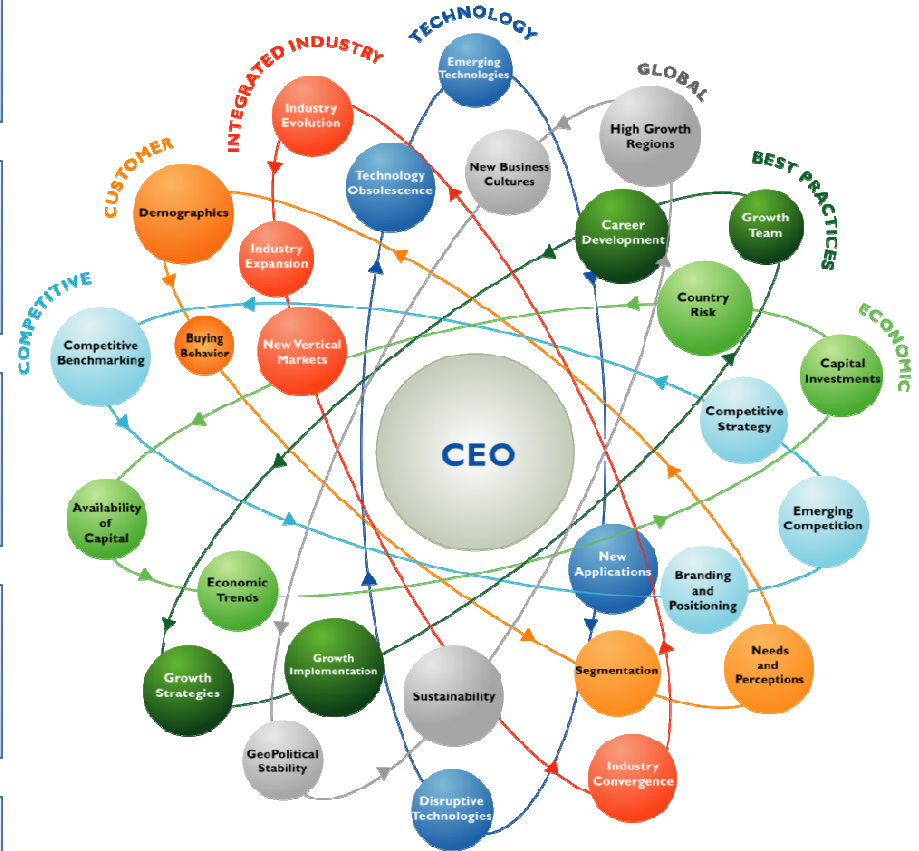 TECHNOLOGY
INTEGRATED INDUSTRY
GLOBAL
Emerging
Technologies
Industry
Evolution
High Growth
Regions
BEST PRACTICES
CUSTOMER
New Business
Cultures
Technology
Obsolescence
Demographics
Career
Development
Growth
Team
Industry
Expansion
COMPETITIVE
Country
Risk
ECONOMIC
Competitive
Benchmarking
Buying
Behavior
New Vertical
Markets
Capital
Investments
Competitive
Strategy
CEO
Availability
of
Capital
Emerging
Competition
New
Applications
Economic
Trends
Branding
and
Positioning
Growth
Implementation
Needs
and
Perceptions
Growth
Strategies
Sustainability
Segmentation
GeoPolitical
Stability
Industry
Convergence
Disruptive
Technologies